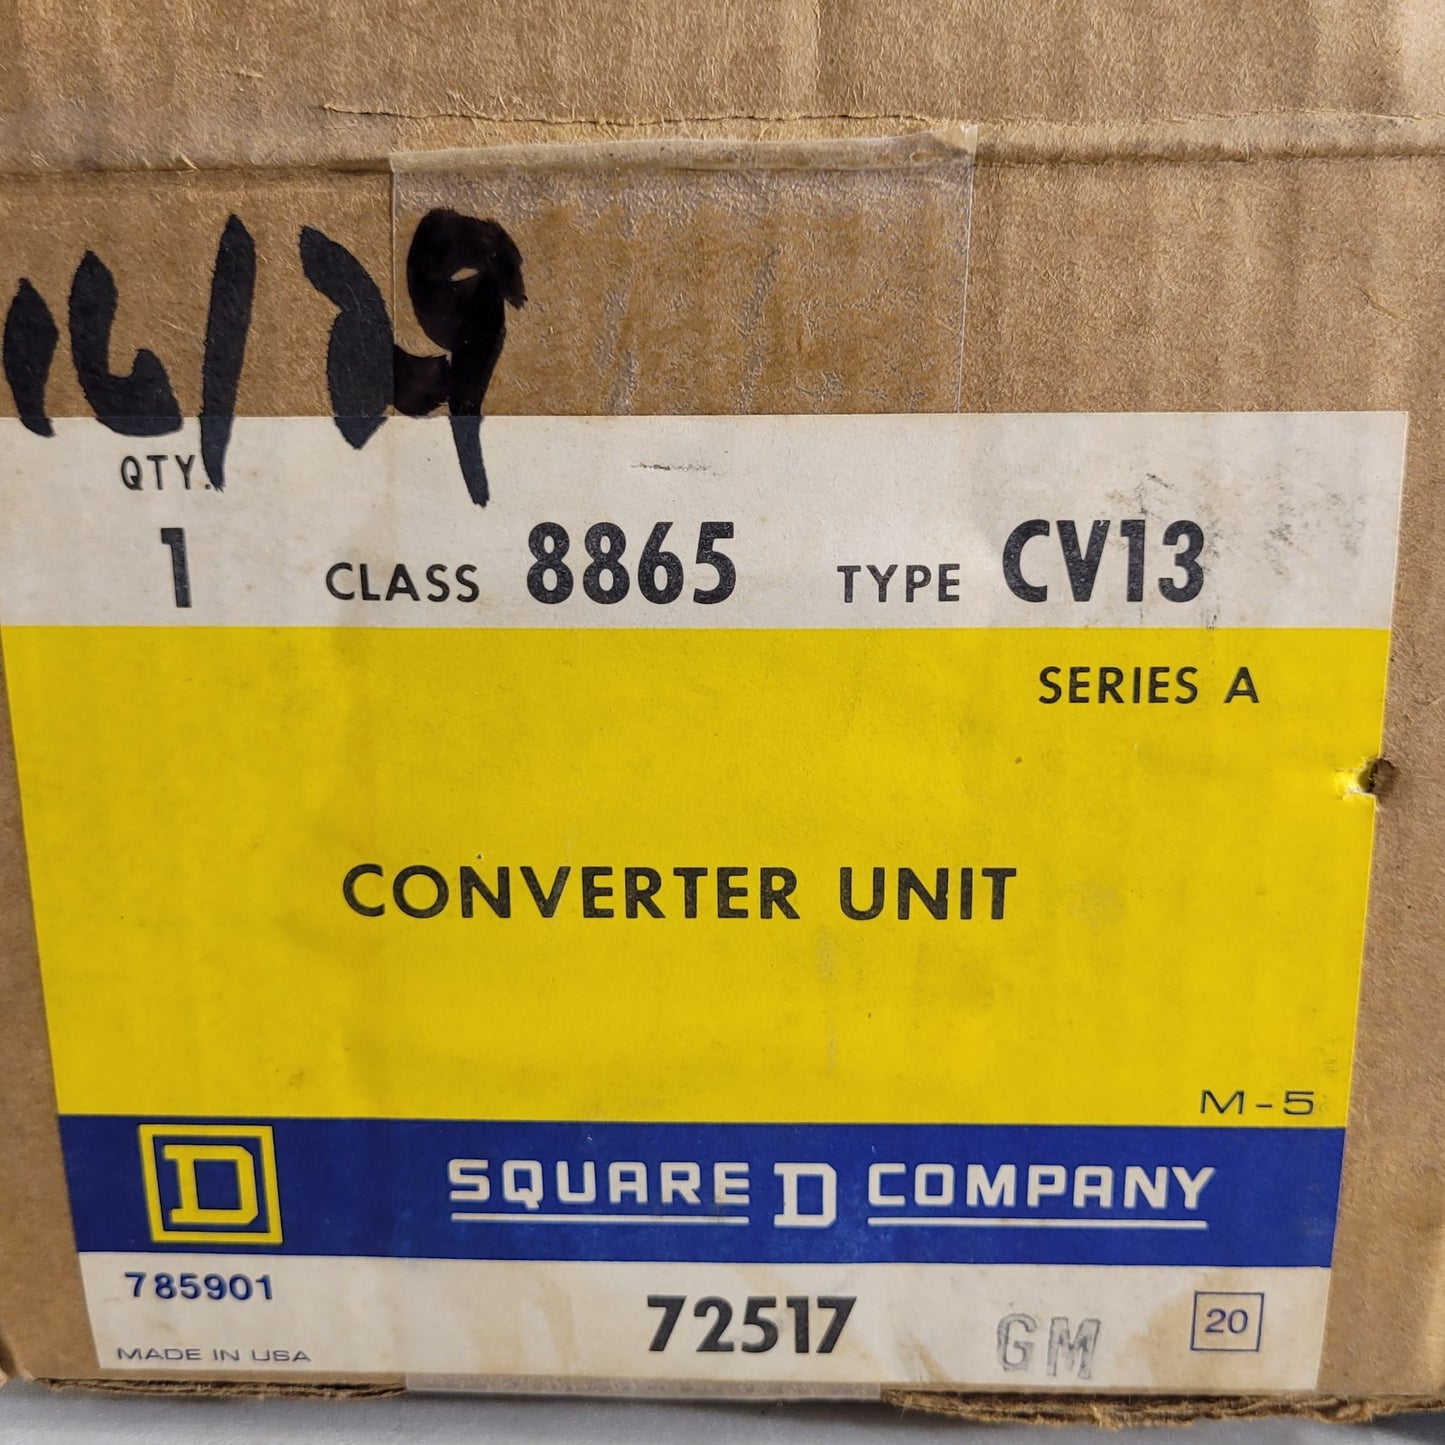 16/29
QTY.
1 CLASS 8865 TYPE CV13
SERIES A
CONVERTER UNIT
M-5
D SQUARE D COMPANY
785901
72517 GM 20
MADE IN USA